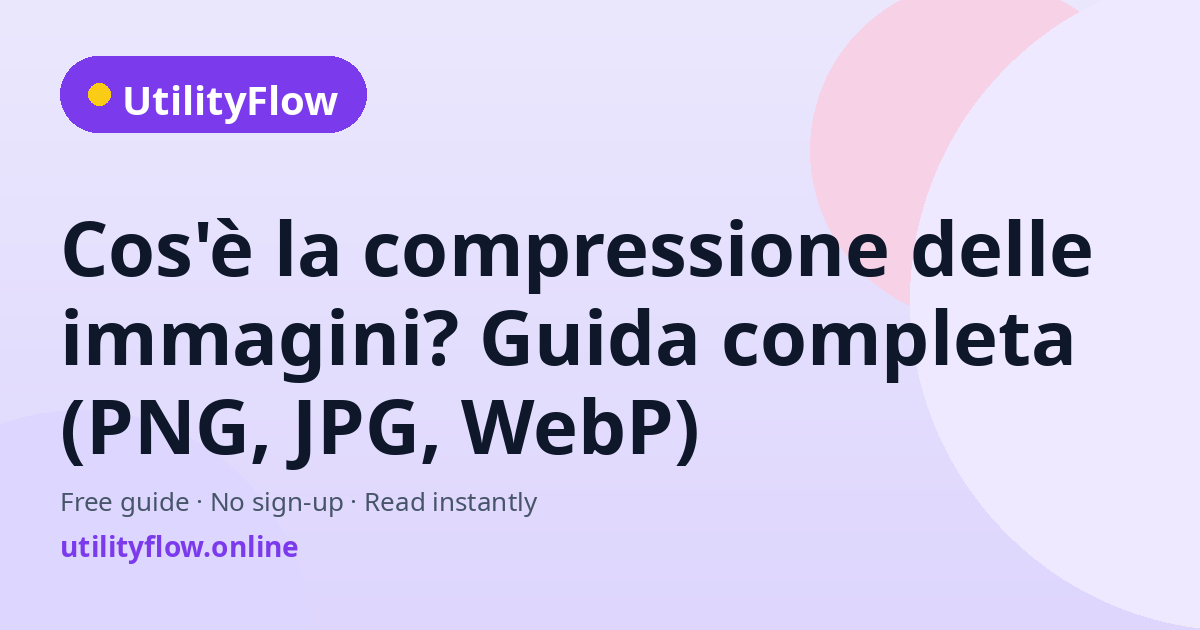 UtilityFlow
Cos'è la compressione delle
immagini? Guida completa
(PNG, JPG, WebP)
Free guide · No sign-up · Read instantly
utilityflow.online